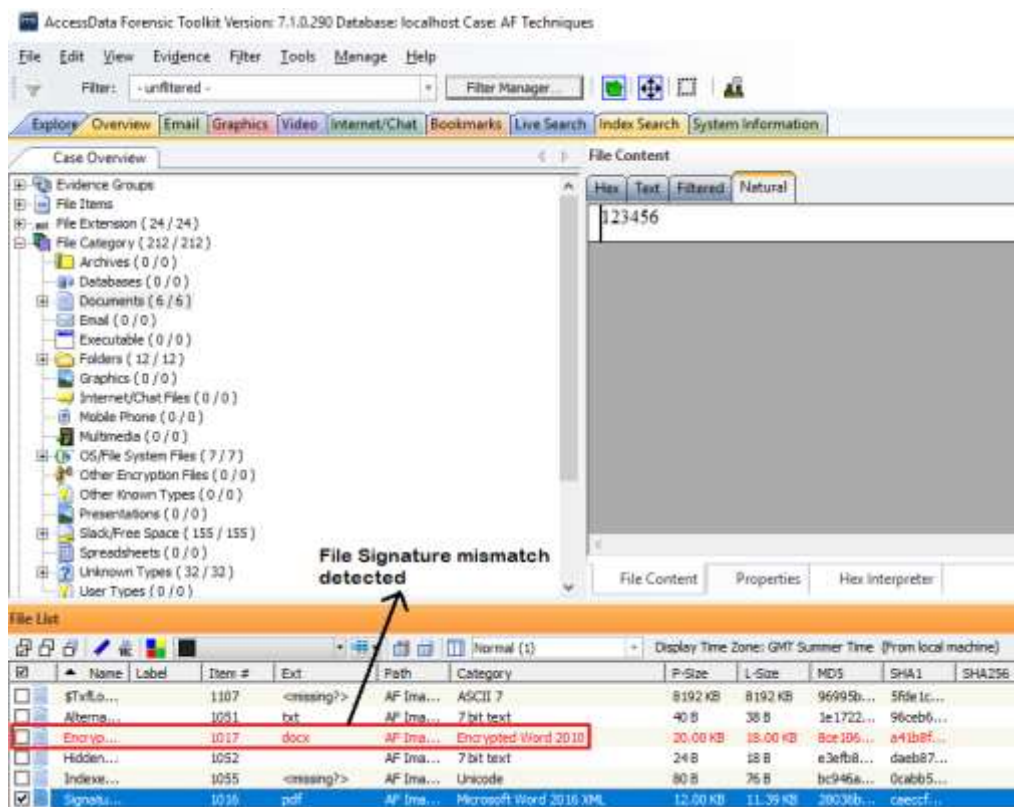 AccessData Forensic Toolkit Version: 7.1.0.290 Database: localhost Case: AF Techniques
File Edit View Evidence Filter Tools Manage Help
Filter: - unfiltered - Filter Manager...
Explore Overview Email Graphics Video Internet/Chat Bookmarks Live Search Index Search System Information
Case Overview
File Content
Evidence Groups
File Items
File Extension ( 24 / 24 )
File Category ( 212 / 212 )
Archives ( 0 / 0 )
Databases ( 0 / 0 )
Documents ( 6 / 6 )
Email ( 0 / 0 )
Executable ( 0 / 0 )
Folders ( 12 / 12 )
Graphics ( 0 / 0 )
Internet/Chat Files ( 0 / 0 )
Mobile Phone ( 0 / 0 )
Multimedia ( 0 / 0 )
OS/File System Files ( 7 / 7 )
Other Encryption Files ( 0 / 0 )
Other Known Types ( 0 / 0 )
Presentations ( 0 / 0 )
Slack/Free Space ( 155 / 155 )
Spreadsheets ( 0 / 0 )
Unknown Types ( 32 / 32 )
User Types ( 0 / 0 )
Hex Text Filtered Natural
123456
File Signature mismatch
detected
File Content Properties Hex Interpreter
File List
Normal (1) Display Time Zone: GMT Summer Time (From local machine)
Name Label Item # Ext Path Category P-Size L-Size MD5 SHA1 SHA256
$TxfLo... 1107 <missing?> AF Ima... ASCII 7 8192 KB 8192 KB 96995b... 5fde1c...
Alterna... 1051 txt AF Ima... 7 bit text 40 B 38 B 1e1722... 96ceb6...
Encryp... 1017 docx AF Ima... Encrypted Word 2010 20.00 KB 18.00 KB 8ce106... a41b8f...
Hidden... 1052 AF Ima... 7 bit text 24 B 18 B e3efb8... daeb87...
Indexe... 1055 <missing?> AF Ima... Unicode 80 B 76 B bc946a... 0cabb5...
Signatu... 1016 pdf AF Ima... Microsoft Word 2016 XML 12.00 KB 11.39 KB